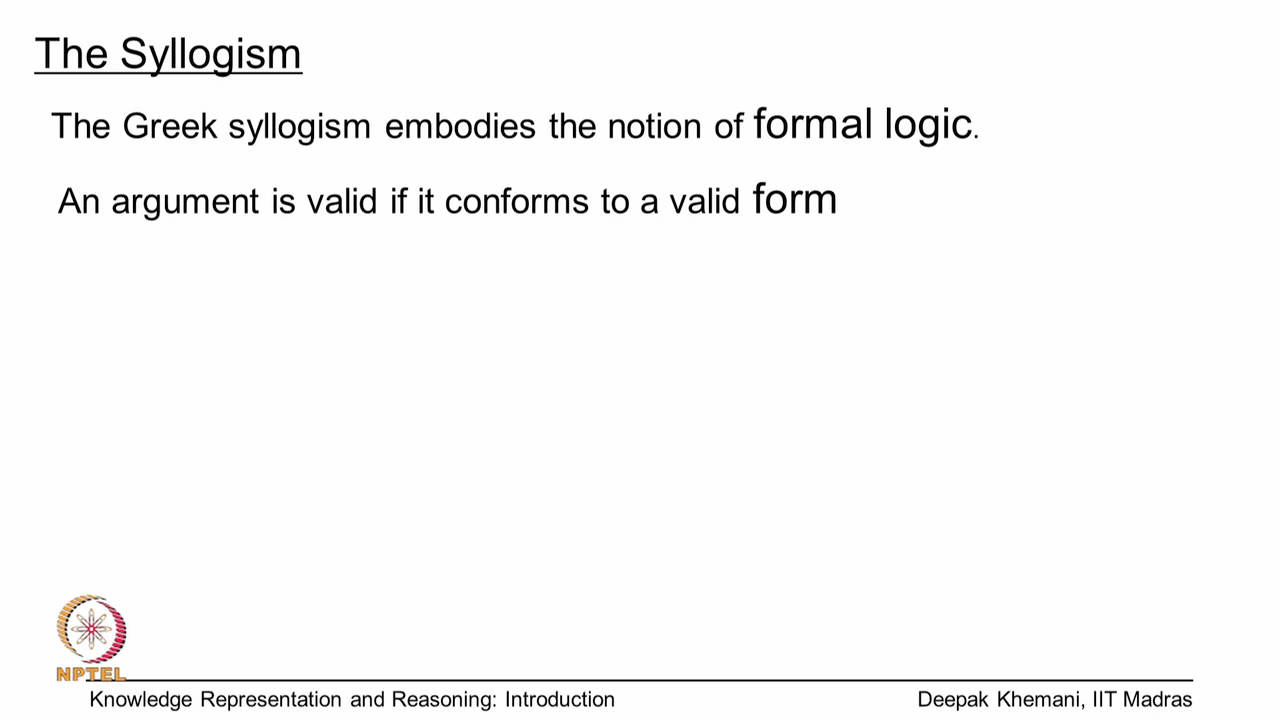 The Syllogism
The Greek syllogism embodies the notion of formal logic.
An argument is valid if it conforms to a valid form
NPTEL
Knowledge Representation and Reasoning: Introduction
Deepak Khemani, IIT Madras